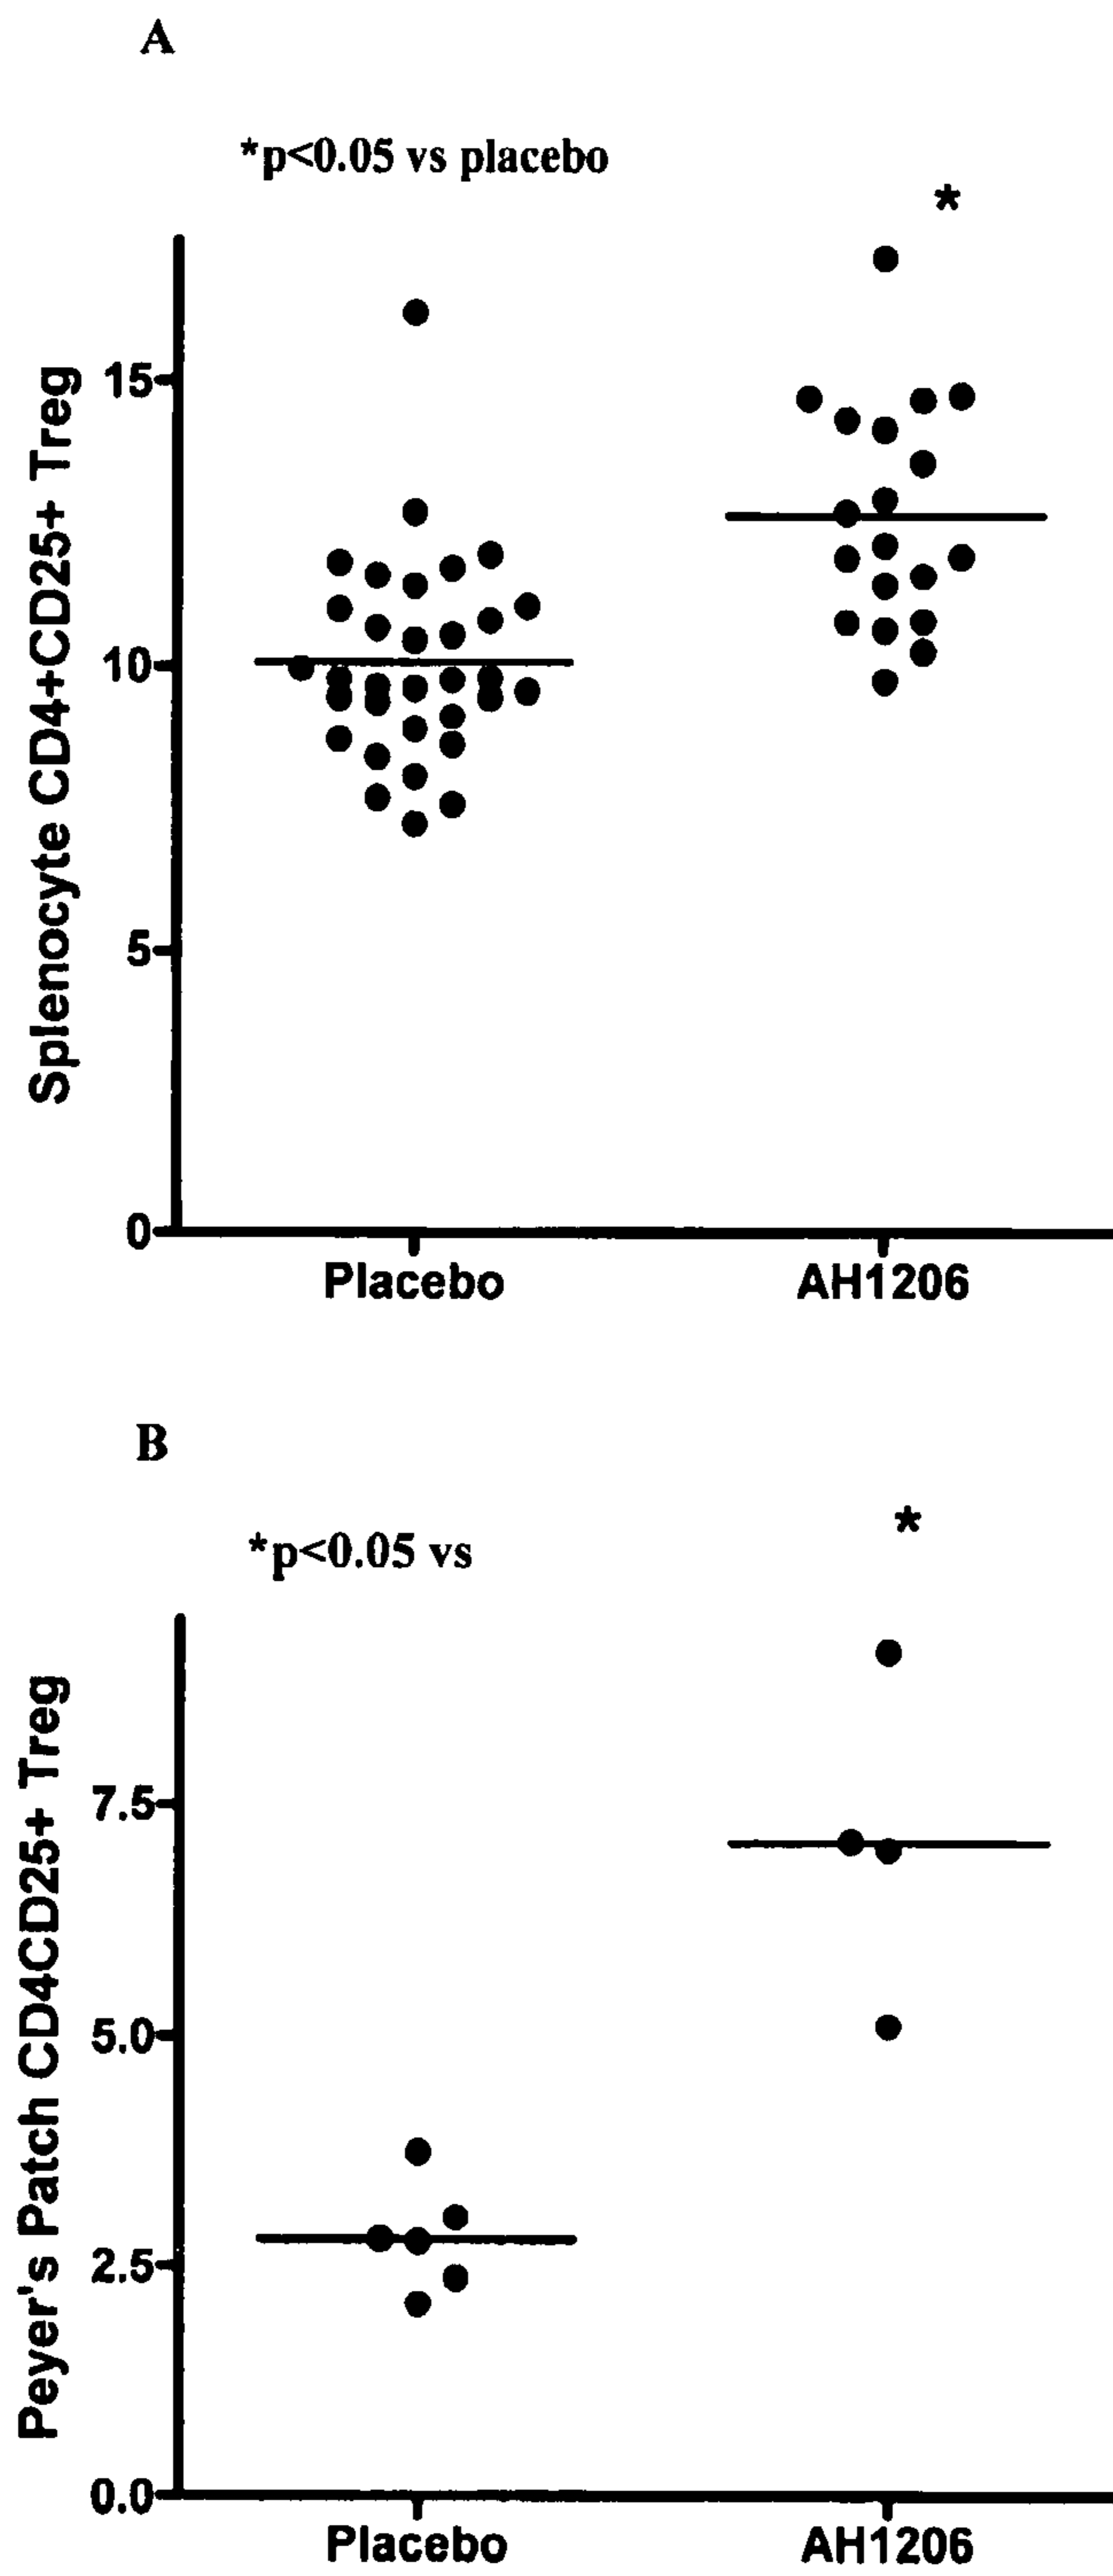 A
*p<0.05 vs placebo
*
Splenocyte CD4+CD25+ Treg
15
10
5
0
Placebo
AH1206
B
*p<0.05 vs
*
Peyer's Patch CD4CD25+ Treg
7.5
5.0
2.5
0.0
Placebo
AH1206